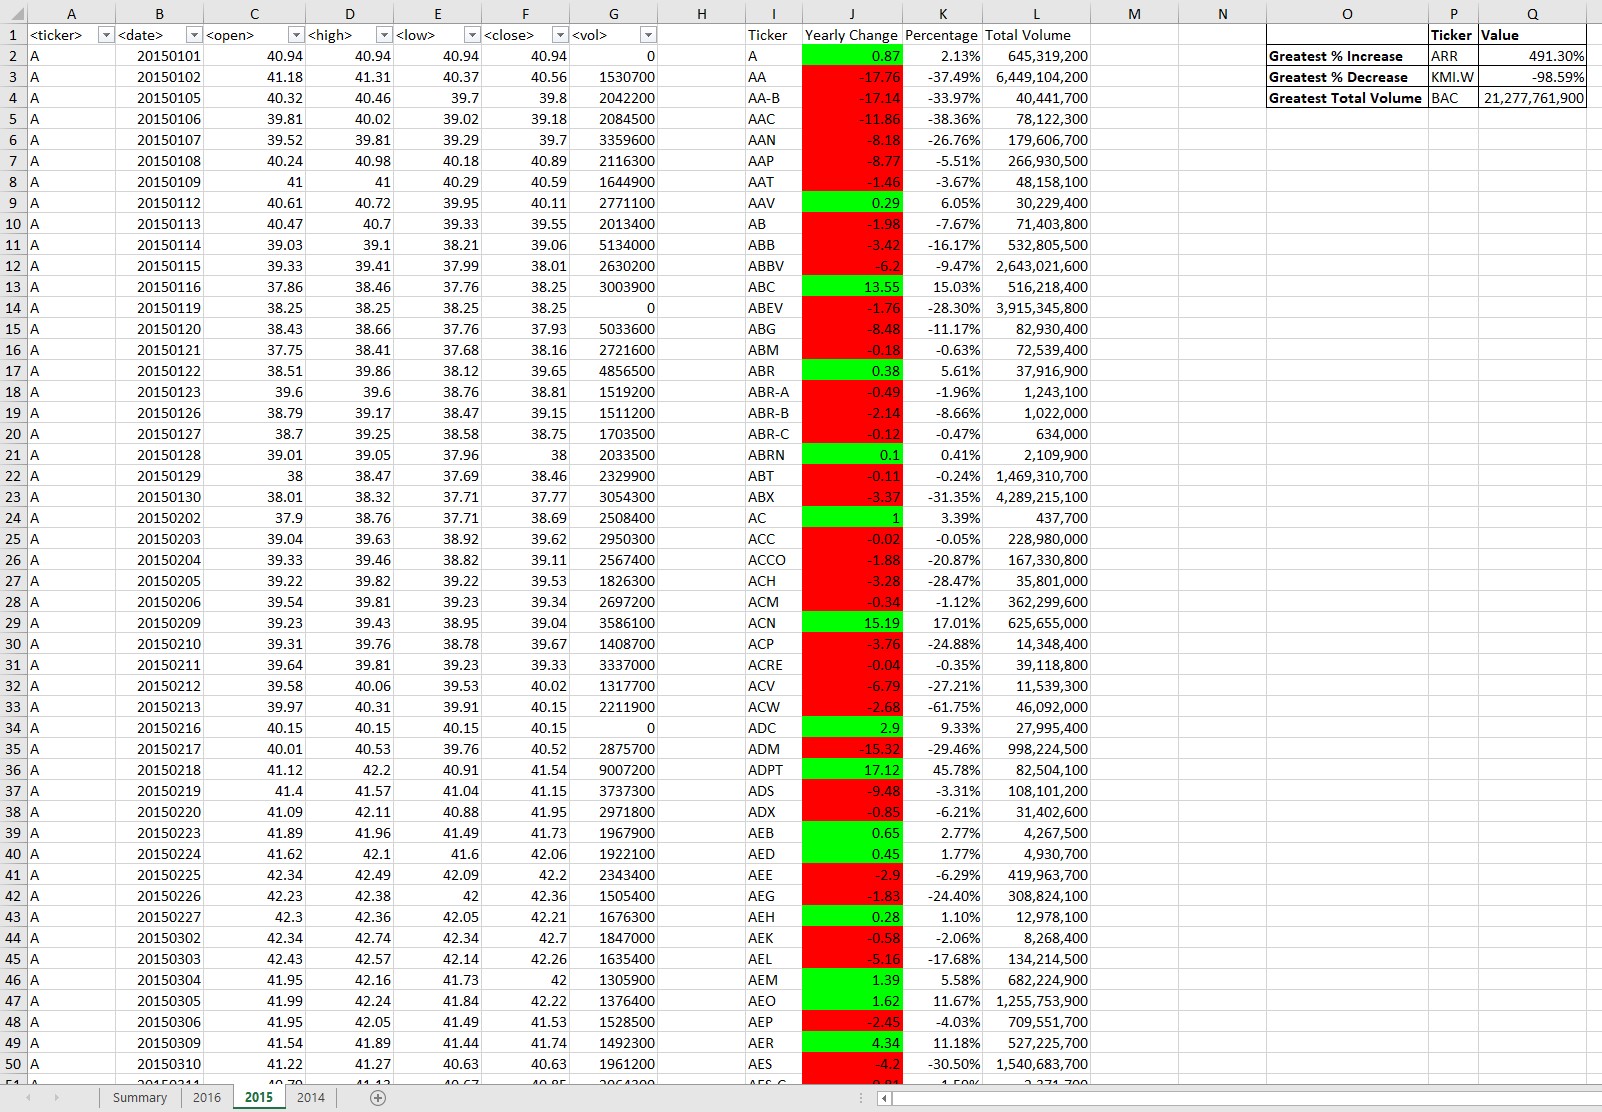 A B C D E F G H I J K L M N O P Q
1 <ticker> <date> <open> <high> <low> <close> <vol> Ticker Yearly Change Percentage Total Volume Ticker Value
2 A 20150101 40.94 40.94 40.94 40.94 0 A 0.87 2.13% 645,319,200 Greatest % Increase ARR 491.30%
3 A 20150102 41.18 41.31 40.37 40.56 1530700 AA -17.76 -37.49% 6,449,104,200 Greatest % Decrease KMI.W -98.59%
4 A 20150105 40.32 40.46 39.7 39.8 2042200 AA-B -17.14 -33.97% 40,441,700 Greatest Total Volume BAC 21,277,761,900
5 A 20150106 39.81 40.02 39.02 39.18 2084500 AAC -11.86 -38.36% 78,122,300
6 A 20150107 39.52 39.81 39.29 39.7 3359600 AAN -8.18 -26.76% 179,606,700
7 A 20150108 40.24 40.98 40.18 40.89 2116300 AAP -8.77 -5.51% 266,930,500
8 A 20150109 41 41 40.29 40.59 1644900 AAT -1.46 -3.67% 48,158,100
9 A 20150112 40.61 40.72 39.95 40.11 2771100 AAV 0.29 6.05% 30,229,400
10 A 20150113 40.47 40.7 39.33 39.55 2013400 AB -1.98 -7.67% 71,403,800
11 A 20150114 39.03 39.1 38.21 39.06 5134000 ABB -3.42 -16.17% 532,805,500
12 A 20150115 39.33 39.41 37.99 38.01 2630200 ABBV -6.2 -9.47% 2,643,021,600
13 A 20150116 37.86 38.46 37.76 38.25 3003900 ABC 13.55 15.03% 516,218,400
14 A 20150119 38.25 38.25 38.25 38.25 0 ABEV -1.76 -28.30% 3,915,345,800
15 A 20150120 38.43 38.66 37.76 37.93 5033600 ABG -8.48 -11.17% 82,930,400
16 A 20150121 37.75 38.41 37.68 38.16 2721600 ABM -0.18 -0.63% 72,539,400
17 A 20150122 38.51 39.86 38.12 39.65 4856500 ABR 0.38 5.61% 37,916,900
18 A 20150123 39.6 39.6 38.76 38.81 1519200 ABR-A -0.49 -1.96% 1,243,100
19 A 20150126 38.79 39.17 38.47 39.15 1511200 ABR-B -2.14 -8.66% 1,022,000
20 A 20150127 38.7 39.25 38.58 38.75 1703500 ABR-C -0.12 -0.47% 634,000
21 A 20150128 39.01 39.05 37.96 38 2033500 ABRN 0.1 0.41% 2,109,900
22 A 20150129 38 38.47 37.69 38.46 2329900 ABT -0.11 -0.24% 1,469,310,700
23 A 20150130 38.01 38.32 37.71 37.77 3054300 ABX -3.37 -31.35% 4,289,215,100
24 A 20150202 37.9 38.76 37.71 38.69 2508400 AC 1 3.39% 437,700
25 A 20150203 39.04 39.63 38.92 39.62 2950300 ACC -0.02 -0.05% 228,980,000
26 A 20150204 39.33 39.46 38.82 39.11 2567400 ACCO -1.88 -20.87% 167,330,800
27 A 20150205 39.22 39.82 39.22 39.53 1826300 ACH -3.28 -28.47% 35,801,000
28 A 20150206 39.54 39.81 39.23 39.34 2697200 ACM -0.34 -1.12% 362,299,600
29 A 20150209 39.23 39.43 38.95 39.04 3586100 ACN 15.19 17.01% 625,655,000
30 A 20150210 39.31 39.76 38.78 39.67 1408700 ACP -3.76 -24.88% 14,348,400
31 A 20150211 39.64 39.81 39.23 39.33 3337000 ACRE -0.04 -0.35% 39,118,800
32 A 20150212 39.58 40.06 39.53 40.02 1317700 ACV -6.79 -27.21% 11,539,300
33 A 20150213 39.97 40.31 39.91 40.15 2211900 ACW -2.68 -61.75% 46,092,000
34 A 20150216 40.15 40.15 40.15 40.15 0 ADC 2.9 9.33% 27,995,400
35 A 20150217 40.01 40.53 39.76 40.52 2875700 ADM -15.32 -29.46% 998,224,500
36 A 20150218 41.12 42.2 40.91 41.54 9007200 ADPT 17.12 45.78% 82,504,100
37 A 20150219 41.4 41.57 41.04 41.15 3737300 ADS -9.48 -3.31% 108,101,200
38 A 20150220 41.09 42.11 40.88 41.95 2971800 ADX -0.85 -6.21% 31,402,600
39 A 20150223 41.89 41.96 41.49 41.73 1967900 AEB 0.65 2.77% 4,267,500
40 A 20150224 41.62 42.1 41.6 42.06 1922100 AED 0.45 1.77% 4,930,700
41 A 20150225 42.34 42.49 42.09 42.2 2343400 AEE -2.9 -6.29% 419,963,700
42 A 20150226 42.23 42.38 42 42.36 1505400 AEG -1.83 -24.40% 308,824,100
43 A 20150227 42.3 42.36 42.05 42.21 1676300 AEH 0.28 1.10% 12,978,100
44 A 20150302 42.34 42.74 42.34 42.7 1847000 AEK -0.58 -2.06% 8,268,400
45 A 20150303 42.43 42.57 42.14 42.26 1635400 AEL -5.16 -17.68% 134,214,500
46 A 20150304 41.95 42.16 41.73 42 1305900 AEM 1.39 5.58% 682,224,900
47 A 20150305 41.99 42.24 41.84 42.22 1376400 AEO 1.62 11.67% 1,255,753,900
48 A 20150306 41.95 42.05 41.49 41.53 1528500 AEP -2.45 -4.03% 709,551,700
49 A 20150309 41.54 41.89 41.44 41.74 1492300 AER 4.34 11.18% 527,225,700
50 A 20150310 41.22 41.27 40.63 40.63 1961200 AES -4.2 -30.50% 1,540,683,700
Summary 2016 2015 2014